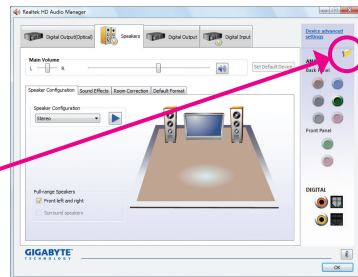 Realtek HD Audio Manager
Digital Output(Optical)
Speakers
Digital Output
Digital Input
Device advanced settings
Main Volume
L
R
Set Default Device
ANALOG
Back Panel
Speaker Configuration
Sound Effects
Room Correction
Default Format
Speaker Configuration
Stereo
Front Panel
Full-range Speakers
Front left and right
Surround speakers
DIGITAL
GIGABYTE
TECHNOLOGY
i
OK